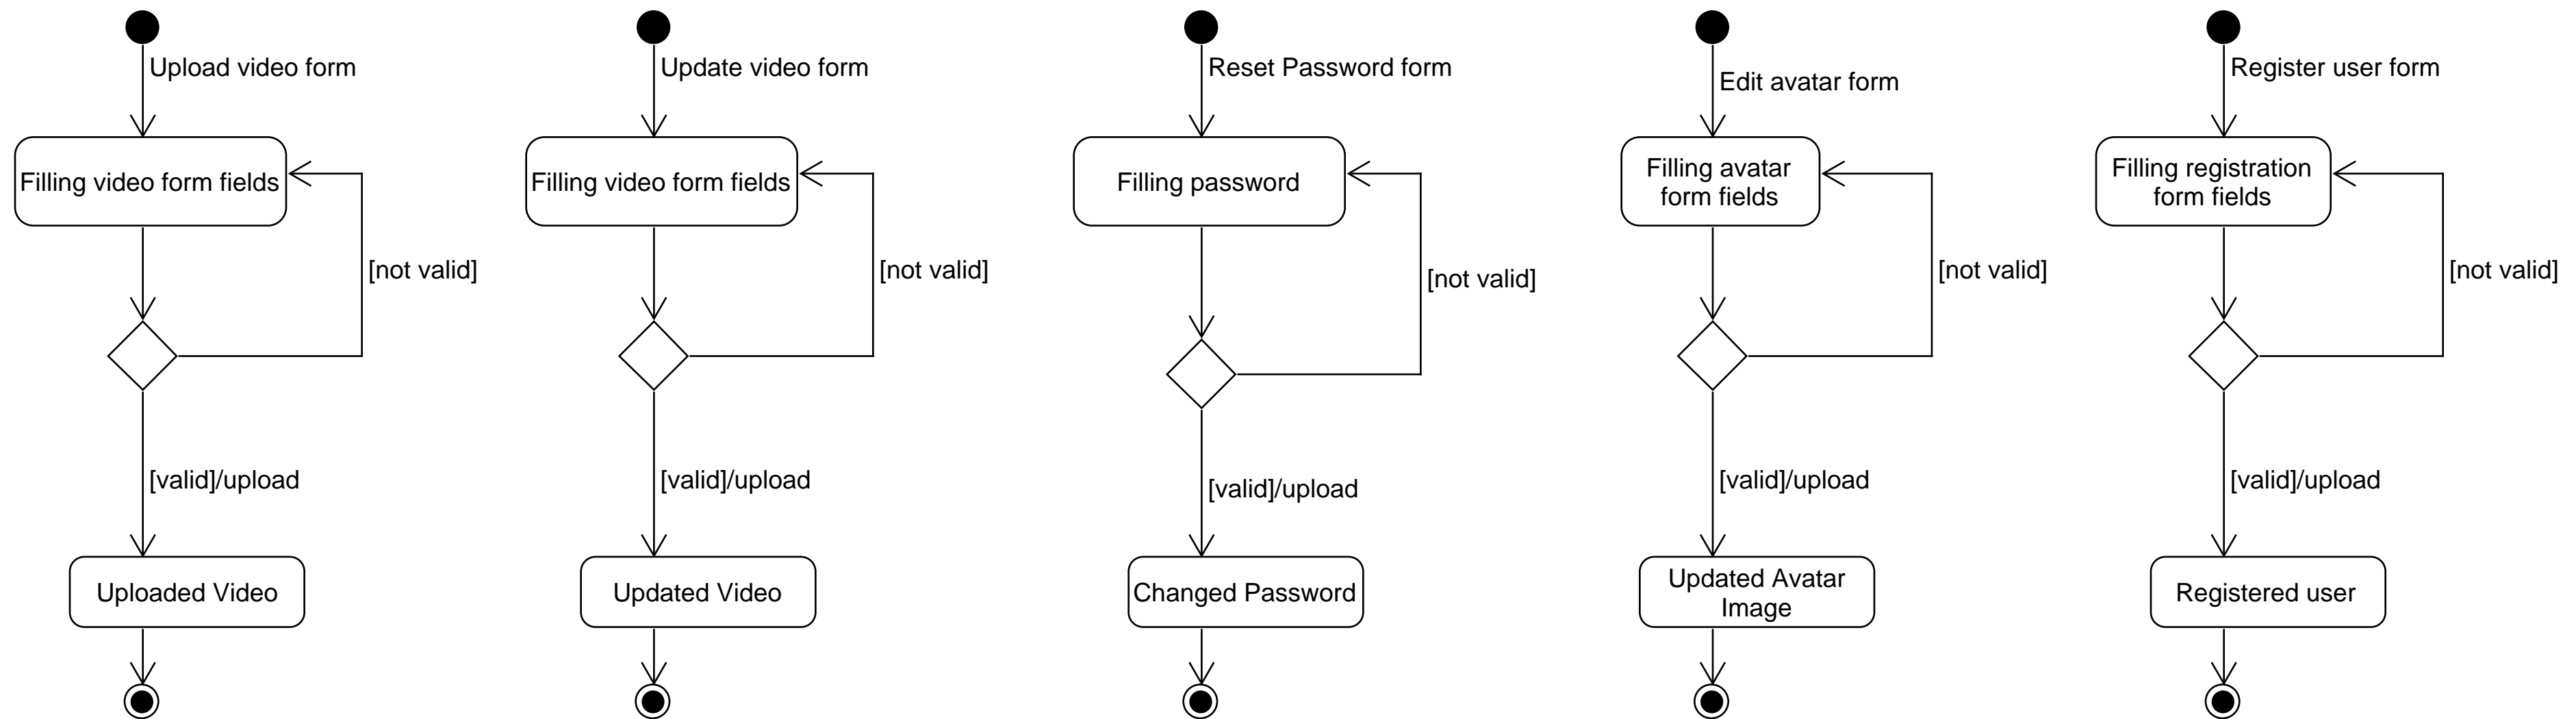 Upload video form
Filling video form fields
[not valid]
[valid]/upload
Uploaded Video
Update video form
Filling video form fields
[not valid]
[valid]/upload
Updated Video
Reset Password form
Filling password
[not valid]
[valid]/upload
Changed Password
Edit avatar form
Filling avatar
form fields
[not valid]
[valid]/upload
Updated Avatar
Image
Register user form
Filling registration
form fields
[not valid]
[valid]/upload
Registered user